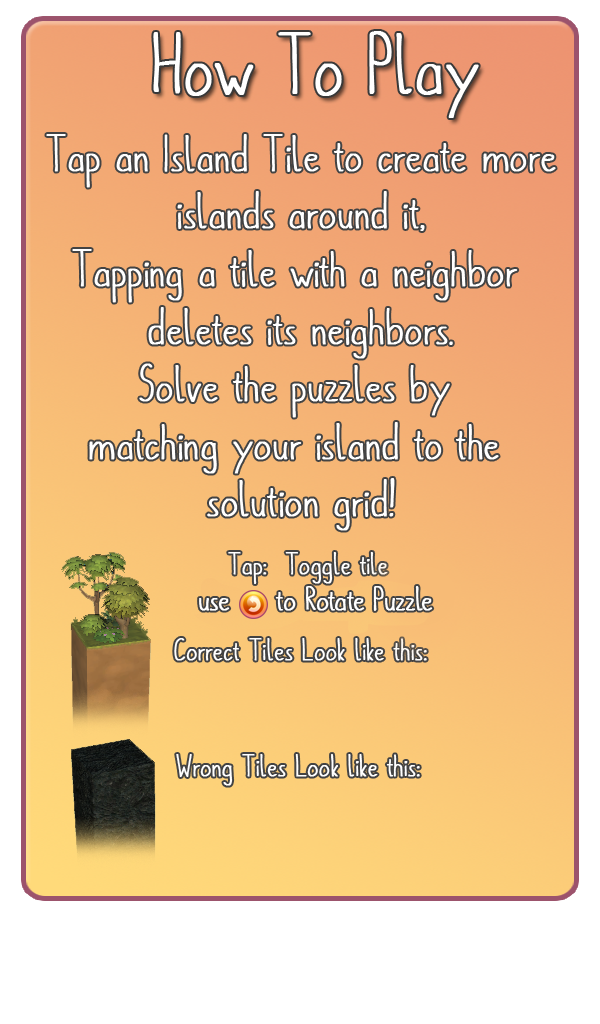 How To Play
Tap an Island Tile to create more
islands around it,
Tapping a tile with a neighbor
deletes its neighbors.
Solve the puzzles by
matching your island to the
solution grid!
Tap: Toggle tile
use to Rotate Puzzle
Correct Tiles Look like this:
Wrong Tiles Look like this: